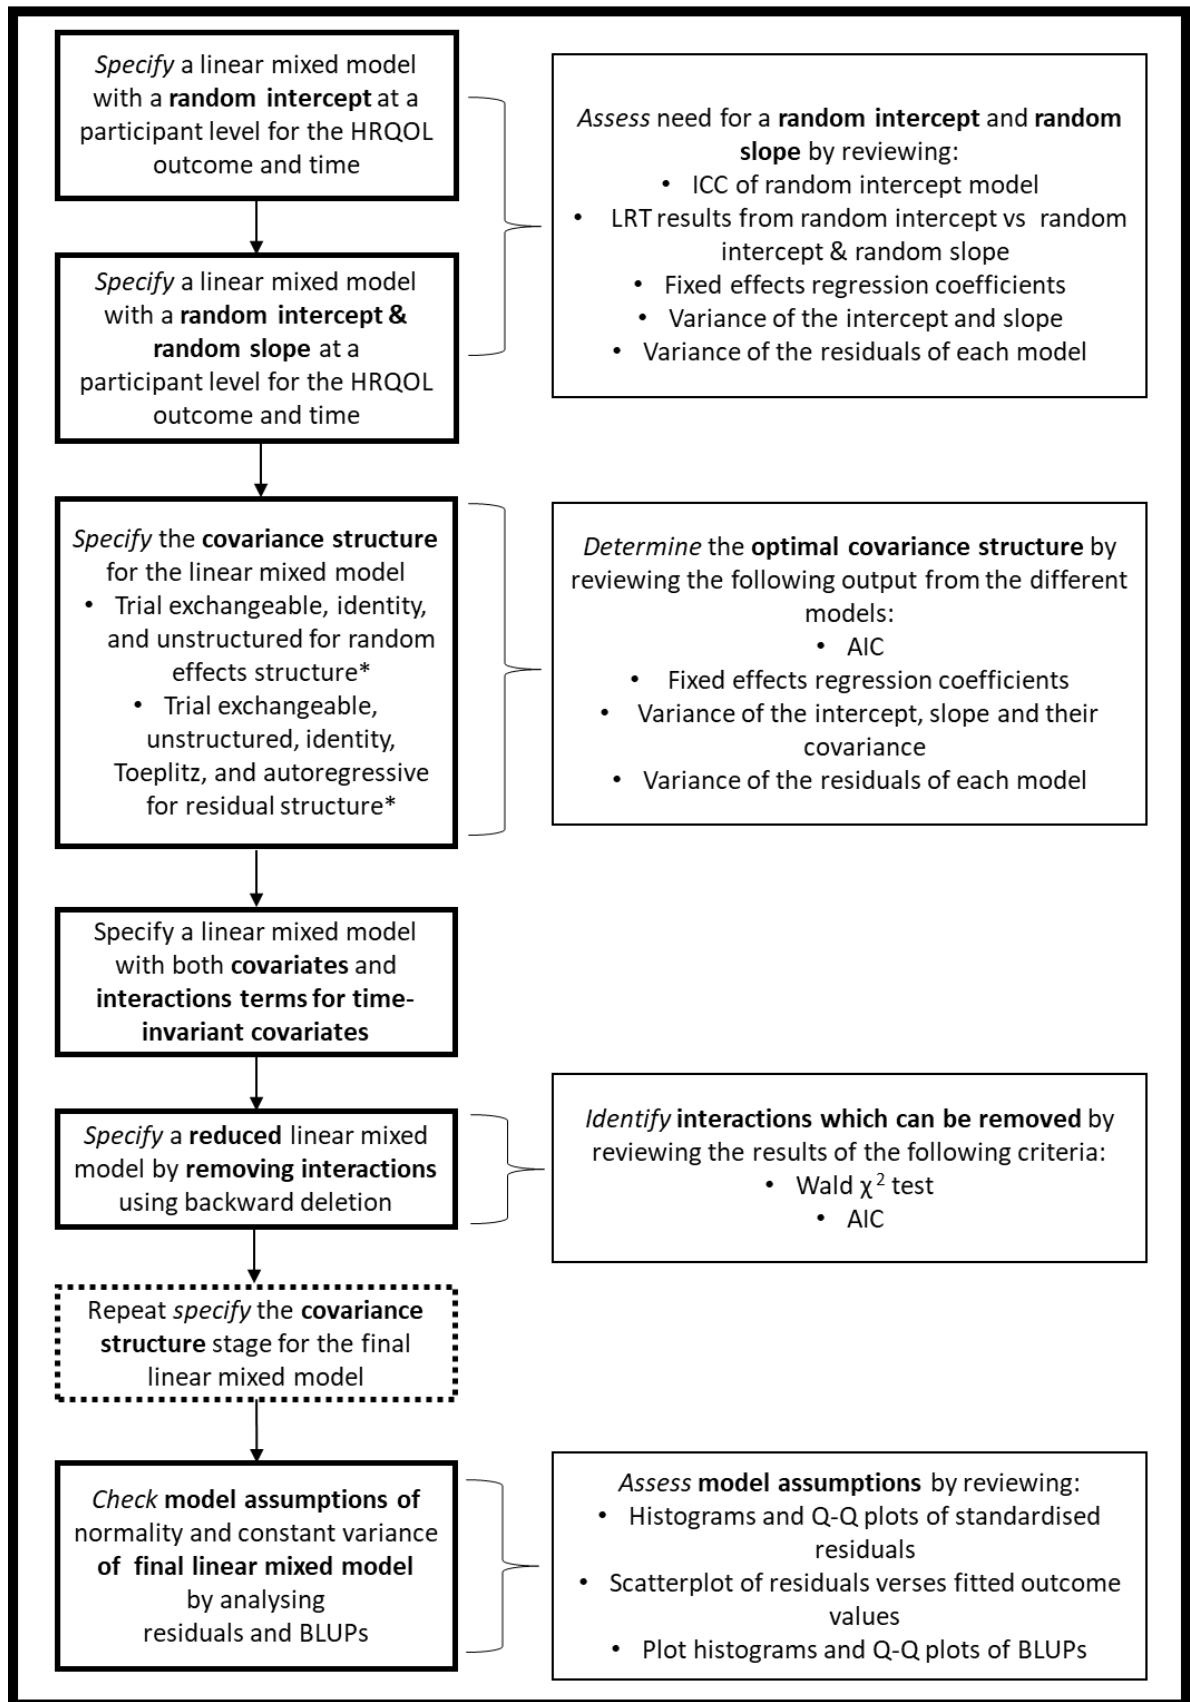 Specify a linear mixed model
with a random intercept at a
participant level for the HRQOL
outcome and time
Assess need for a random intercept and random
slope by reviewing:
• ICC of random intercept model
• LRT results from random intercept vs random
intercept & random slope
• Fixed effects regression coefficients
• Variance of the intercept and slope
• Variance of the residuals of each model
Specify a linear mixed model
with a random intercept &
random slope at a
participant level for the HRQOL
outcome and time
Specify the covariance structure
for the linear mixed model
• Trial exchangeable, identity,
and unstructured for random
effects structure*
• Trial exchangeable,
unstructured, identity,
Toeplitz, and autoregressive
for residual structure*
Determine the optimal covariance structure by
reviewing the following output from the different
models:
• AIC
• Fixed effects regression coefficients
• Variance of the intercept, slope and their
covariance
• Variance of the residuals of each model
Specify a linear mixed model
with both covariates and
interactions terms for time-
invariant covariates
Specify a reduced linear mixed
model by removing interactions
using backward deletion
Identify interactions which can be removed by
reviewing the results of the following criteria:
• Wald χ² test
• AIC
Repeat specify the covariance
structure stage for the final
linear mixed model
Check model assumptions of
normality and constant variance
of final linear mixed model
by analysing
residuals and BLUPs
Assess model assumptions by reviewing:
• Histograms and Q-Q plots of standardised
residuals
• Scatterplot of residuals verses fitted outcome
values
• Plot histograms and Q-Q plots of BLUPs